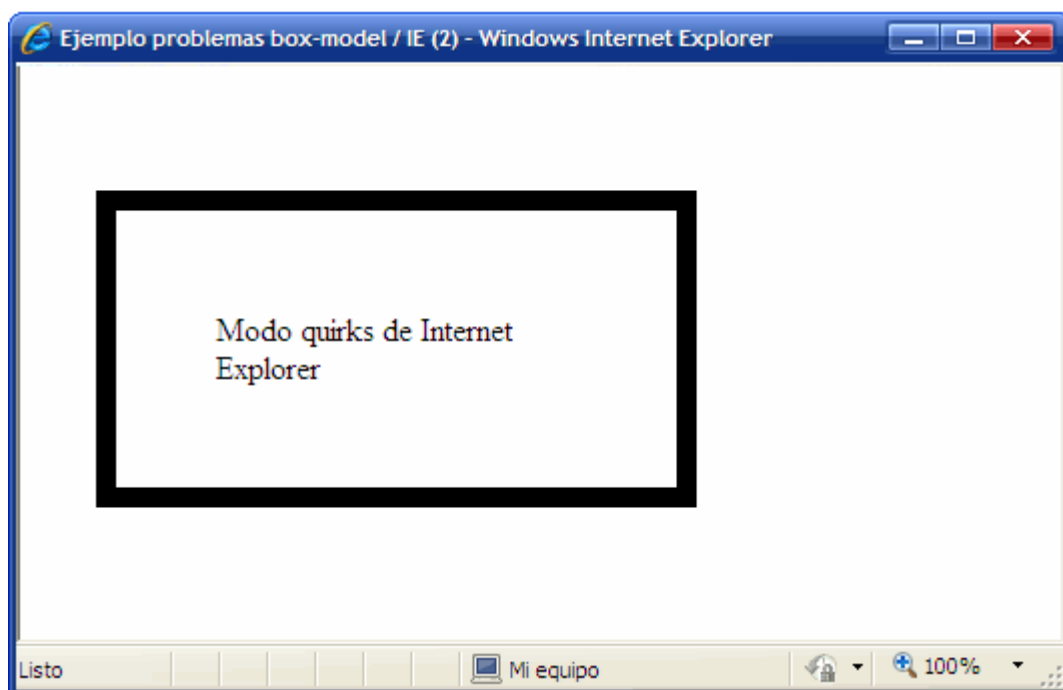 Ejemplo problemas box-model / IE (2) - Windows Internet Explorer
Modo quirks de Internet
Explorer
Listo
Mi equipo
100%